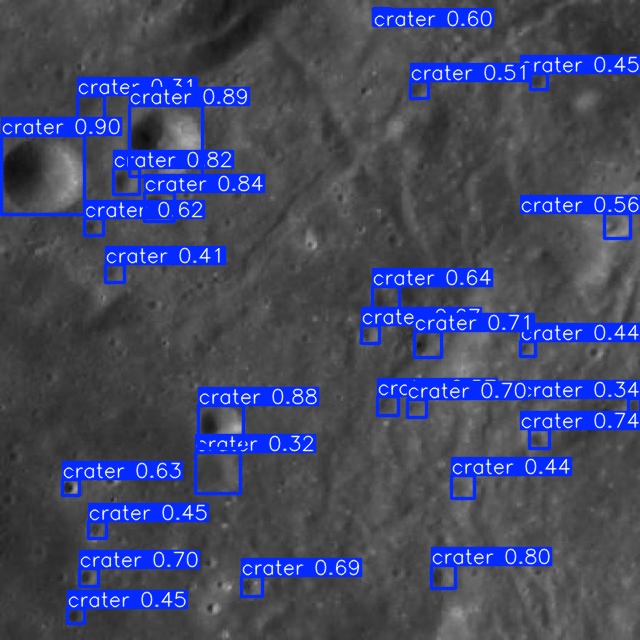 crater 0.60
crater 0.45
crater 0.51
crater 0.31
crater 0.89
crater 0.90
crater 0.82
crater 0.84
crater 0.56
crater 0.62
crater 0.41
crater 0.64
crater 0.71
crater 0.44
crater 0.70
0.34
crater 0.88
crater 0.74
crater 0.32
crater 0.44
crater 0.63
crater 0.45
crater 0.80
crater 0.70
crater 0.69
crater 0.45